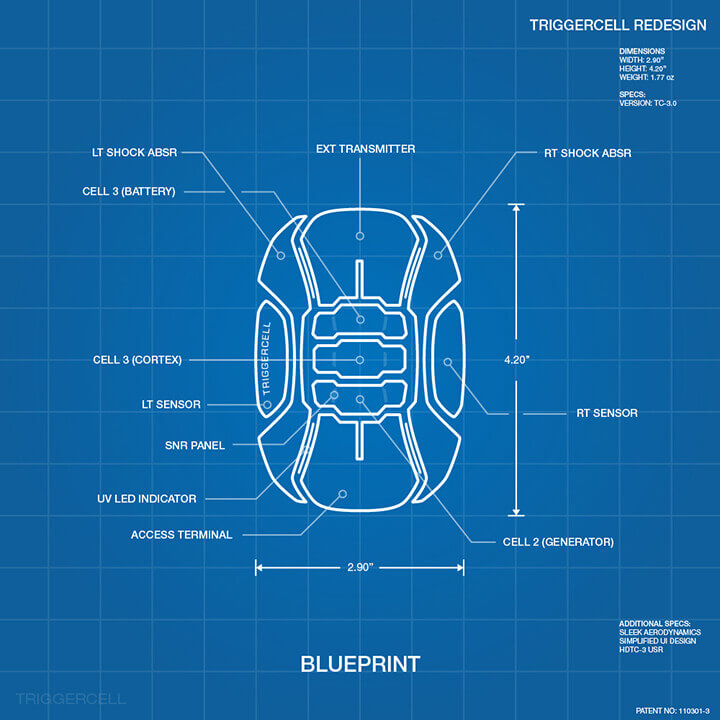 TRIGGERCELL REDESIGN
DIMENSIONS
WIDTH: 2.90"
HEIGHT: 4.20"
WEIGHT: 1.77 oz
SPECS:
VERSION: TC-3.0
LT SHOCK ABSR
EXT TRANSMITTER
RT SHOCK ABSR
CELL 3 (BATTERY)
TRIGGERCELL
CELL 3 (CORTEX)
4.20"
LT SENSOR
RT SENSOR
SNR PANEL
UV LED INDICATOR
ACCESS TERMINAL
CELL 2 (GENERATOR)
2.90"
ADDITIONAL SPECS:
SLEEK AERODYNAMICS
SIMPLIFIED UI DESIGN
HDTC-3 USR
BLUEPRINT
TRIGGERCELL
PATENT NO: 110301-3